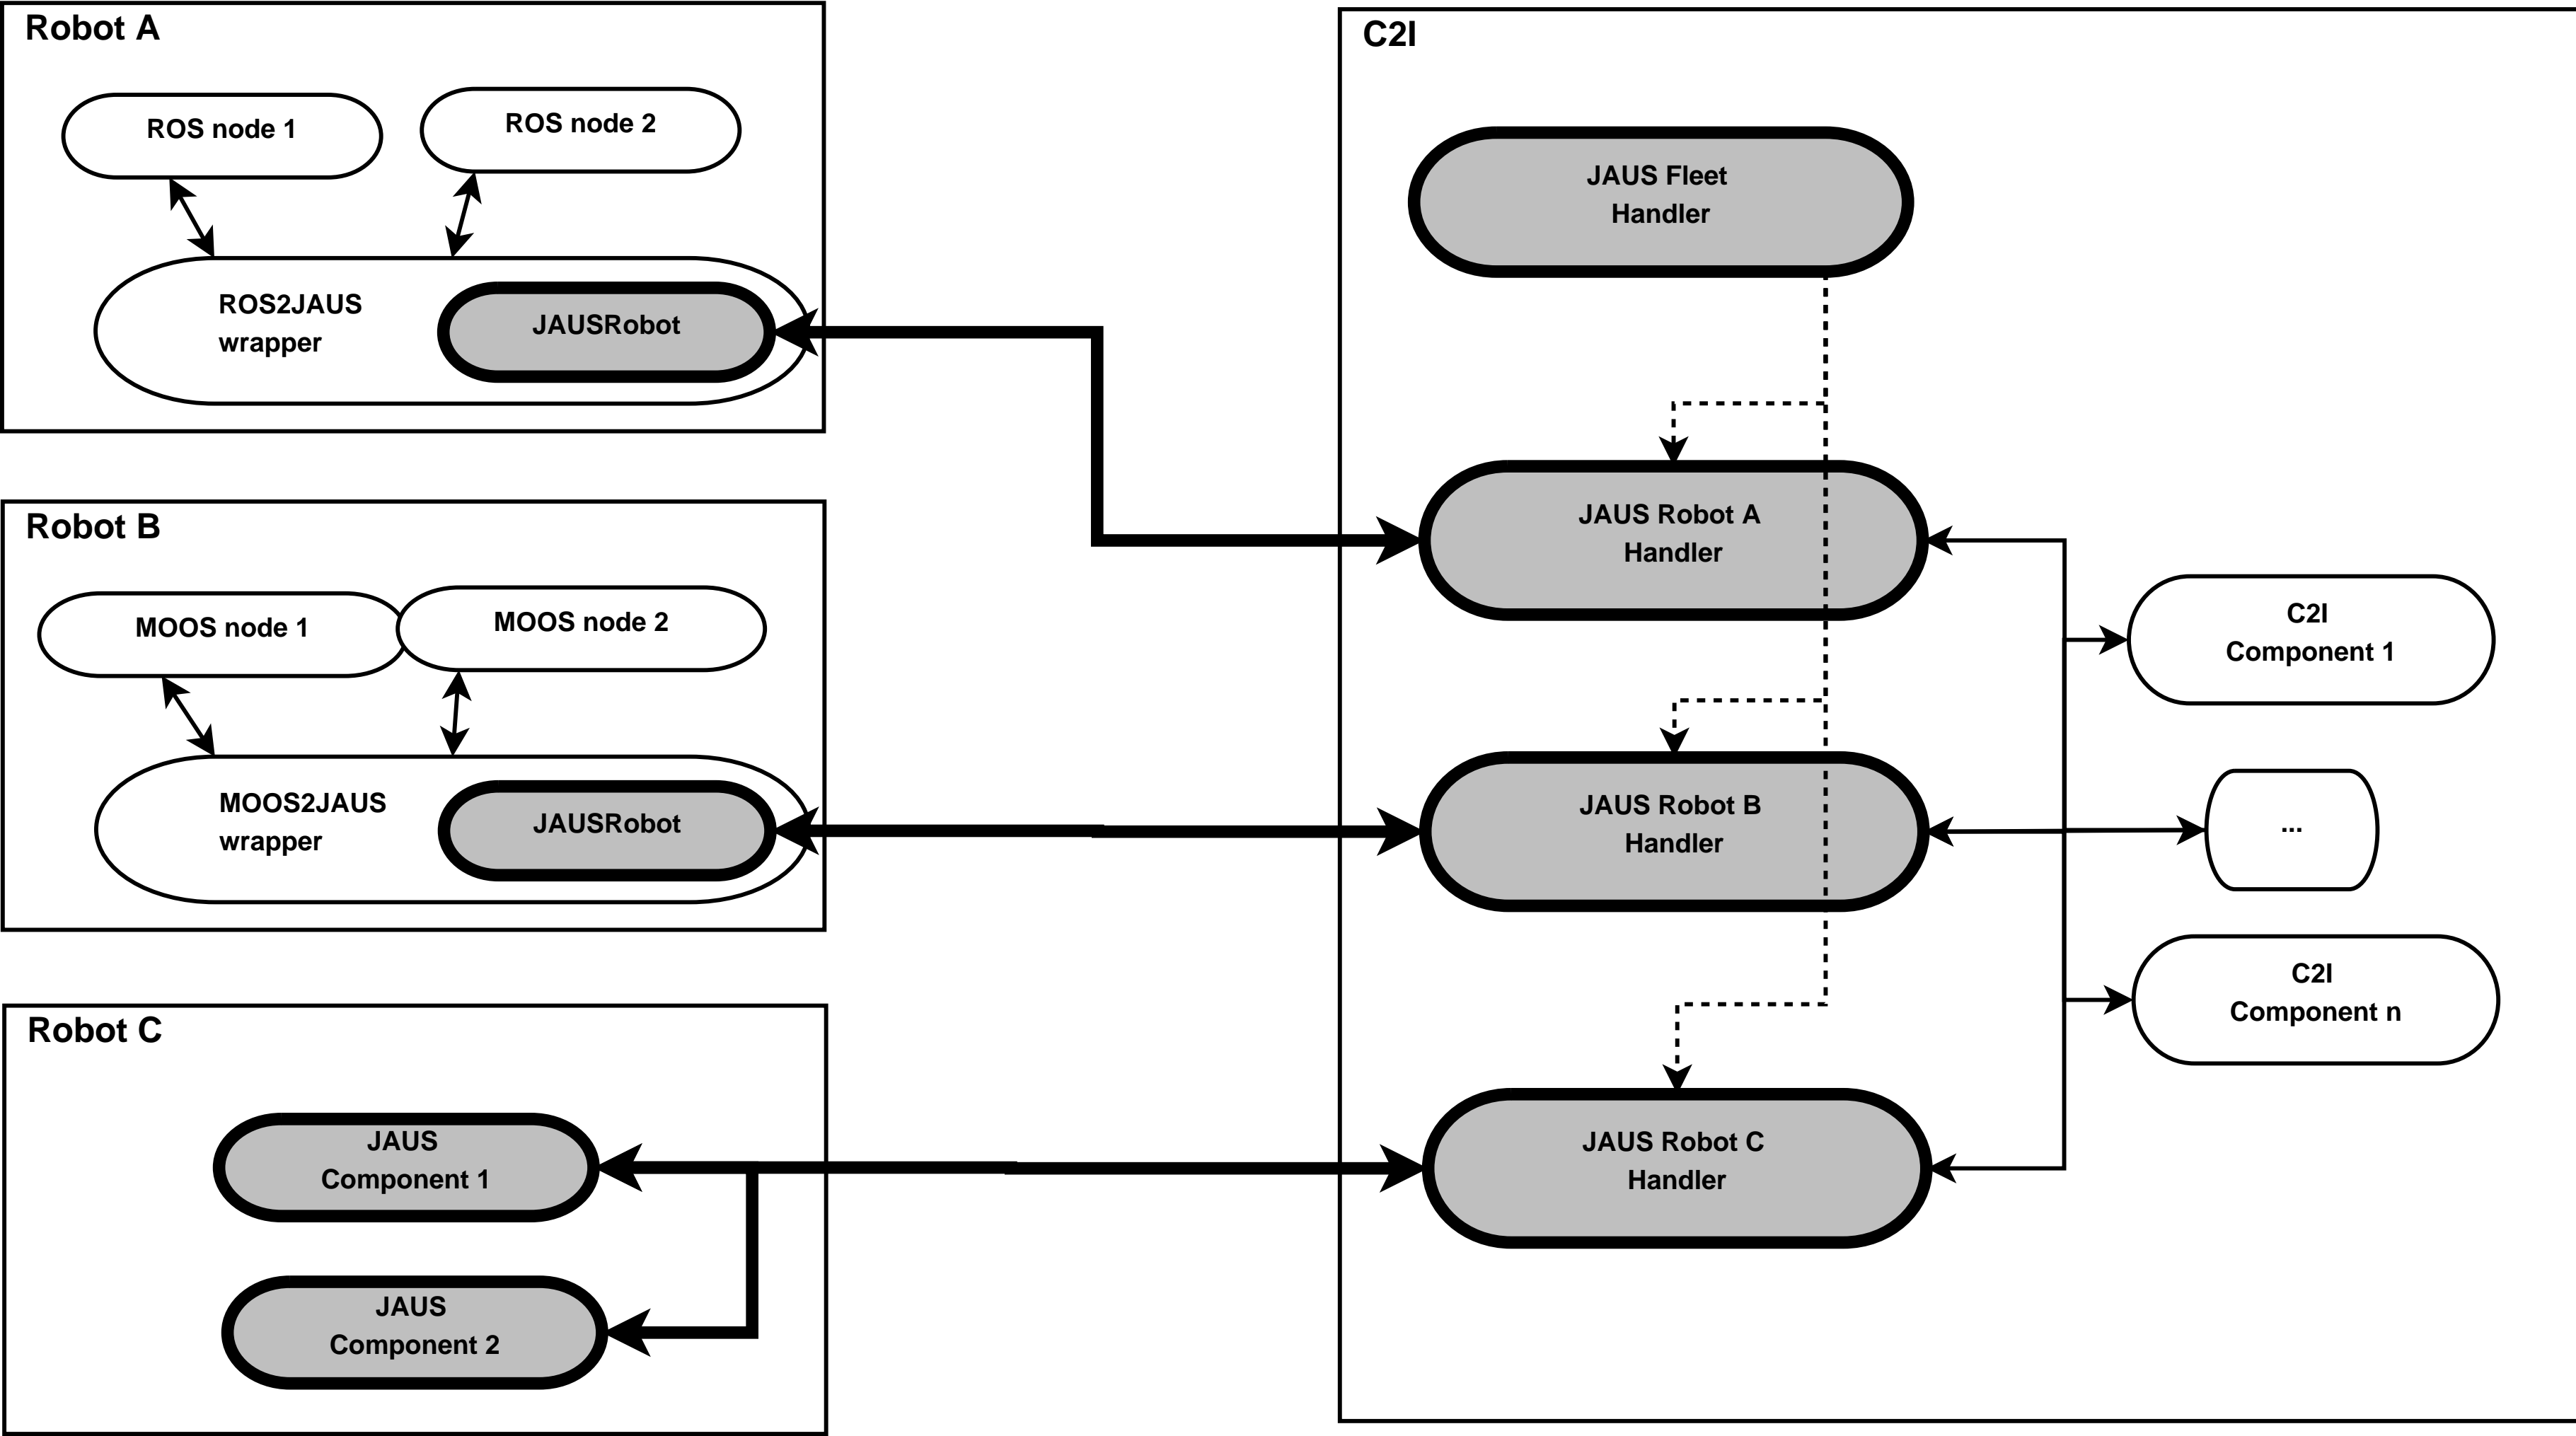 Robot A
ROS node 1
ROS node 2
ROS2JAUS
wrapper
JAUSRobot
Robot B
MOOS node 1
MOOS node 2
MOOS2JAUS
wrapper
JAUSRobot
Robot C
JAUS
Component 1
JAUS
Component 2
C2I
JAUS Fleet
Handler
JAUS Robot A
Handler
JAUS Robot B
Handler
JAUS Robot C
Handler
C2I
Component 1
...
C2I
Component n